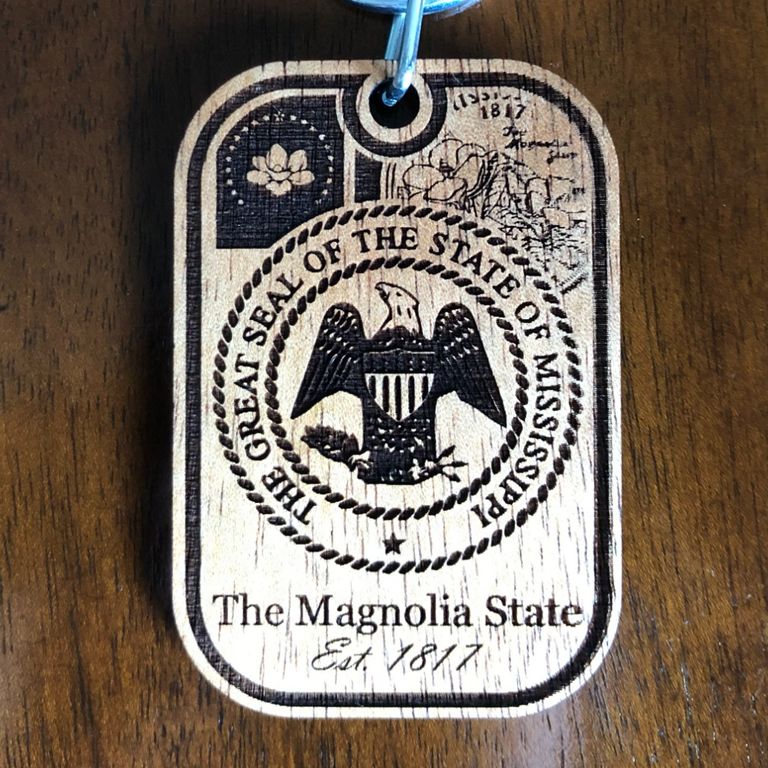 1817
THE GREAT SEAL OF THE STATE OF MISSISSIPPI
The Magnolia State
Est. 1817